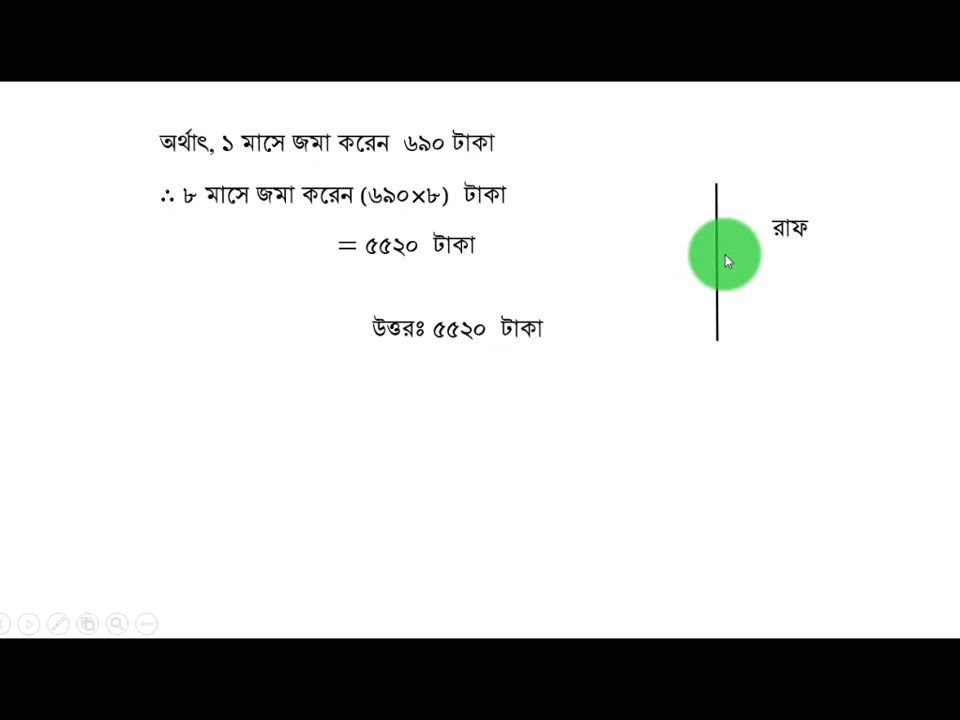 অর্থাৎ, ১ মাসে জমা করেন ৬৯০ টাকা
∴ ৮ মাসে জমা করেন (৬৯০×৮) টাকা
= ৫৫২০ টাকা
রাফ
উত্তরঃ ৫৫২০ টাকা